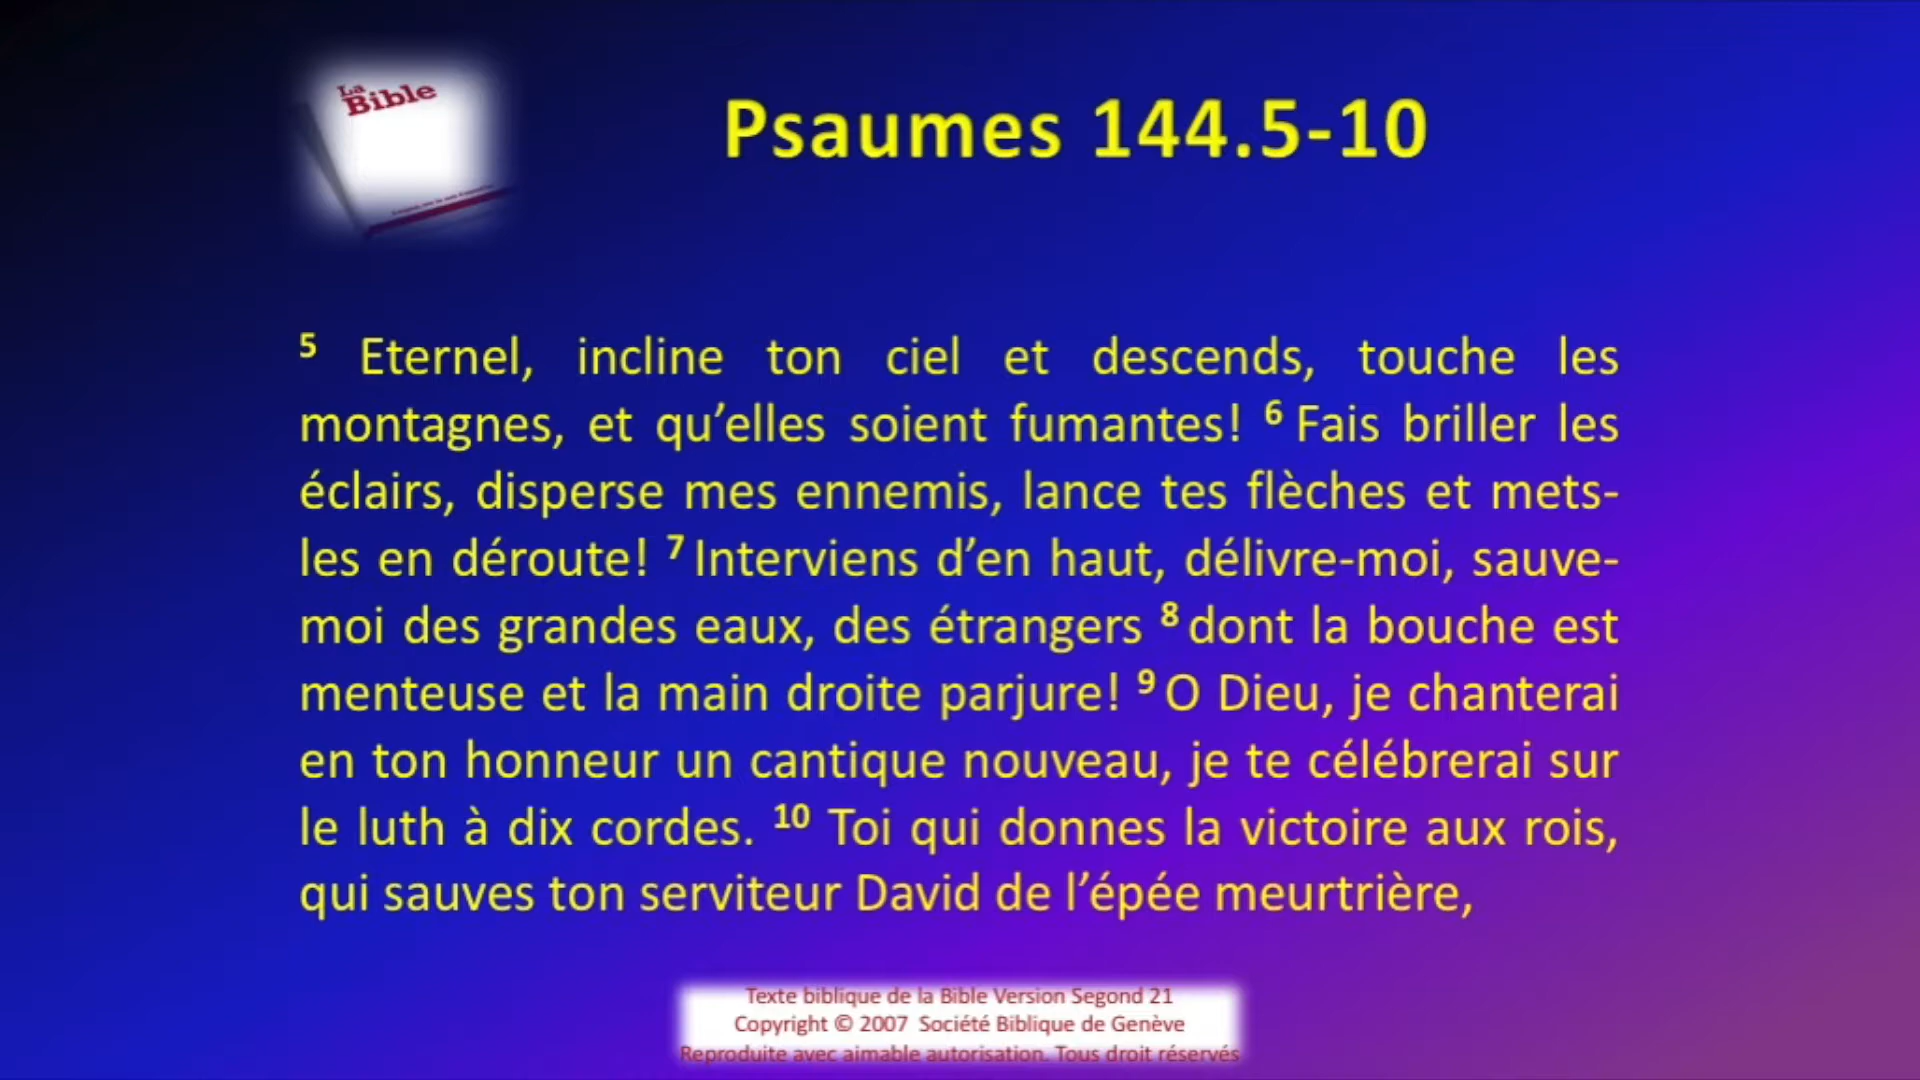 La
Bible
Psaumes 144.5-10
5 Eternel, incline ton ciel et descends, touche les
montagnes, et qu’elles soient fumantes! 6 Fais briller les
éclairs, disperse mes ennemis, lance tes flèches et mets-
les en déroute! 7 Interviens d’en haut, délivre-moi, sauve-
moi des grandes eaux, des étrangers 8 dont la bouche est
menteuse et la main droite parjure! 9 O Dieu, je chanterai
en ton honneur un cantique nouveau, je te célébrerai sur
le luth à dix cordes. 10 Toi qui donnes la victoire aux rois,
qui sauves ton serviteur David de l’épée meurtrière,
Texte biblique de la Bible Version Segond 21
Copyright © 2007 Société Biblique de Genève
Reproduite avec aimable autorisation. Tous droit réservés